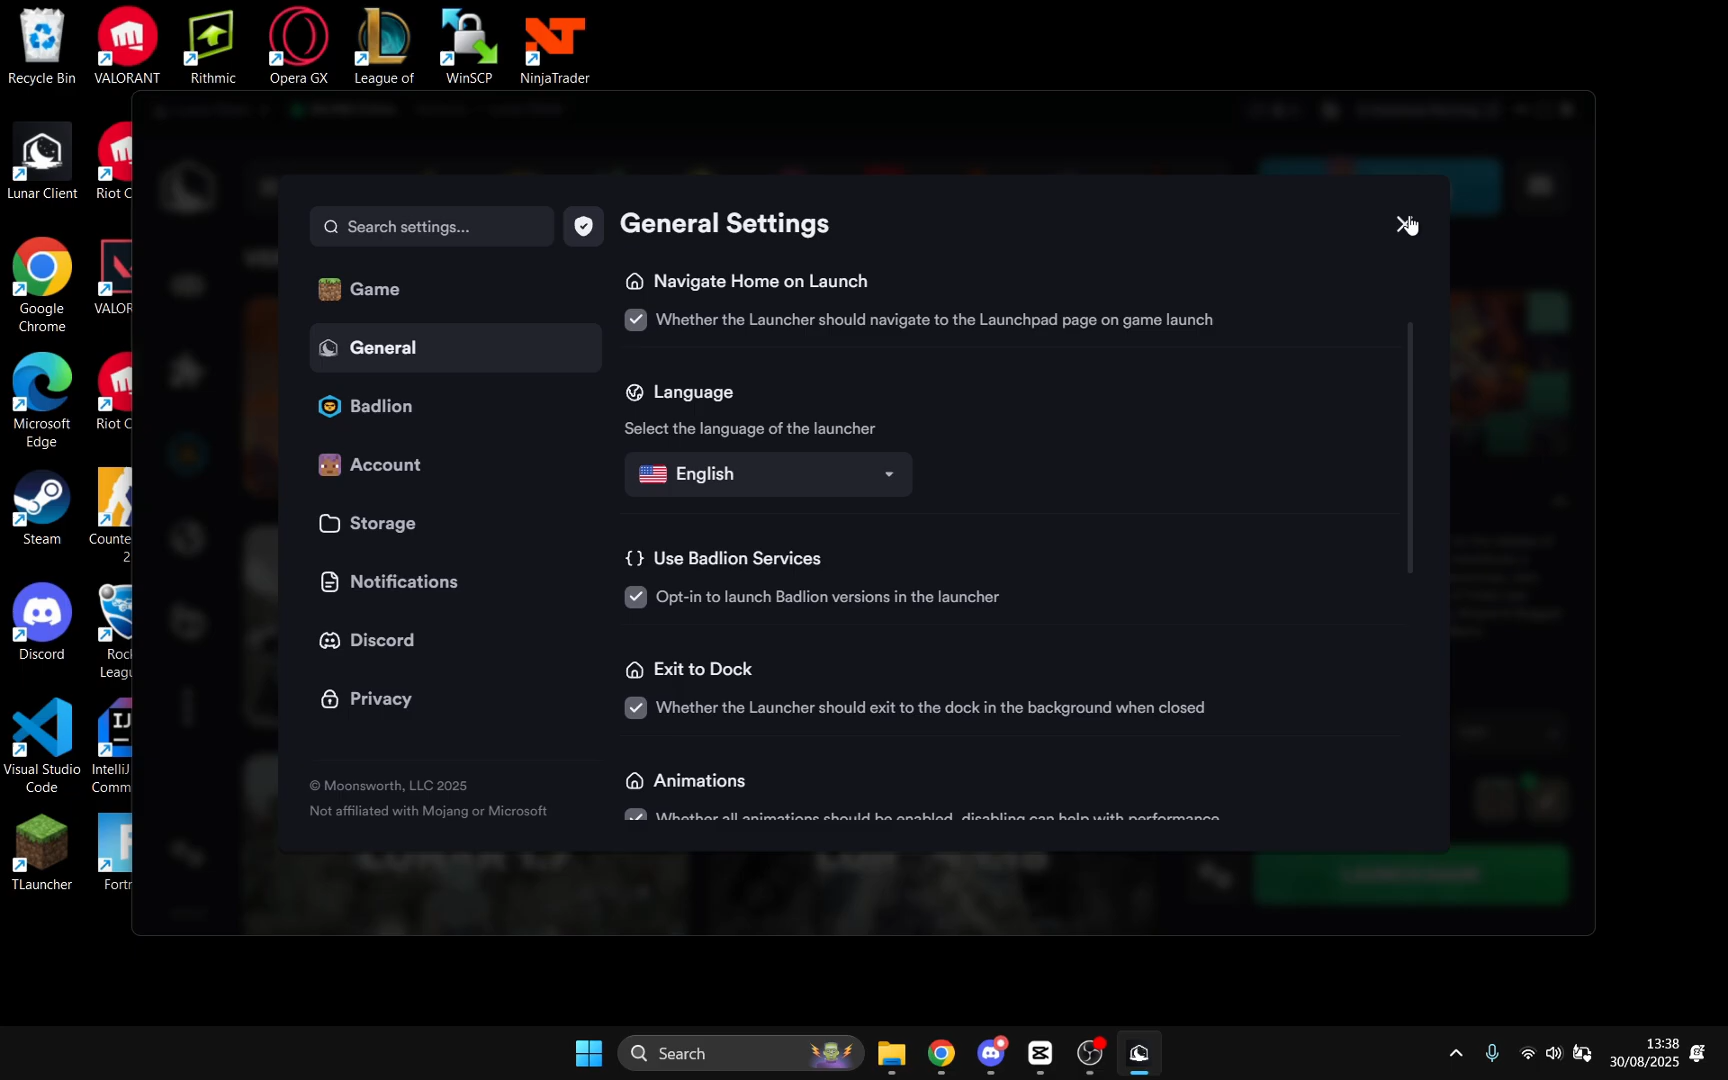 Recycle Bin
VALORANT
Rithmic
Opera GX
League of
WinSCP
NinjaTrader
Lunar Client
Riot C
Google
Chrome
VALOR
Microsoft
Edge
Riot C
Steam
Counte
2
Discord
Rock
Leagu
Visual Studio
Code
IntelliJ
Comm
TLauncher
Fortr
Search settings...
General Settings
Game
General
Badlion
Account
Storage
Notifications
Discord
Privacy
© Moonsworth, LLC 2025
Not affiliated with Mojang or Microsoft
Navigate Home on Launch
Whether the Launcher should navigate to the Launchpad page on game launch
Language
Select the language of the launcher
English
Use Badlion Services
Opt-in to launch Badlion versions in the launcher
Exit to Dock
Whether the Launcher should exit to the dock in the background when closed
Animations
Whether all animations should be enabled, disabling can help with performance
Search
13:38
30/08/2025